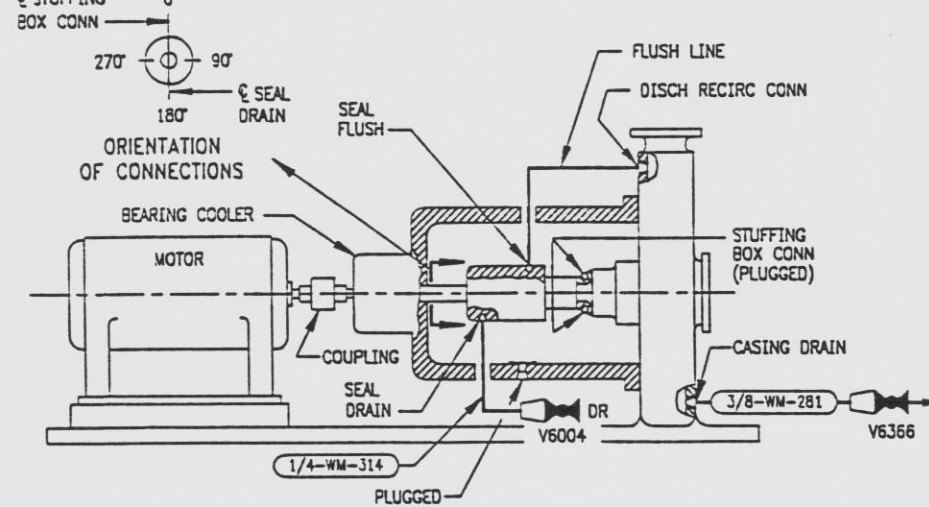 ℄ STUFFING
BOX CONN
270°
90°
℄ SEAL
DRAIN
180°
ORIENTATION
OF CONNECTIONS
BEARING COOLER
MOTOR
COUPLING
SEAL
FLUSH
FLUSH LINE
DISCH RECIRC CONN
STUFFING
BOX CONN
(PLUGGED)
CASING DRAIN
3/8-WM-281
V6366
SEAL
DRAIN
DR
V6004
1/4-WM-314
PLUGGED